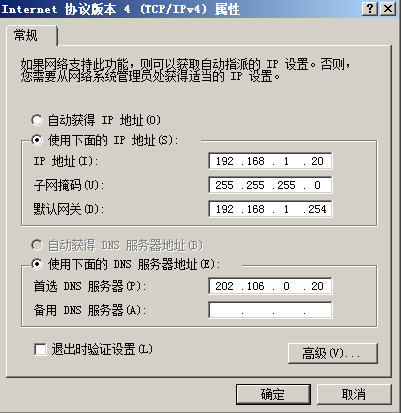 Internet 协议版本 4 (TCP/IPv4) 属性
常规
如果网络支持此功能，则可以获取自动指派的 IP 设置。否则，
您需要从网络系统管理员处获得适当的 IP 设置。
自动获得 IP 地址(O)
使用下面的 IP 地址(S):
IP 地址(I): 192 .168 . 1 . 20
子网掩码(U): 255 .255 .255 . 0
默认网关(D): 192 .168 . 1 .254
自动获得 DNS 服务器地址(B)
使用下面的 DNS 服务器地址(E):
首选 DNS 服务器(P): 202 .106 . 0 . 20
备用 DNS 服务器(A): . . .
退出时验证设置(L)
高级(V)...
确定 取消